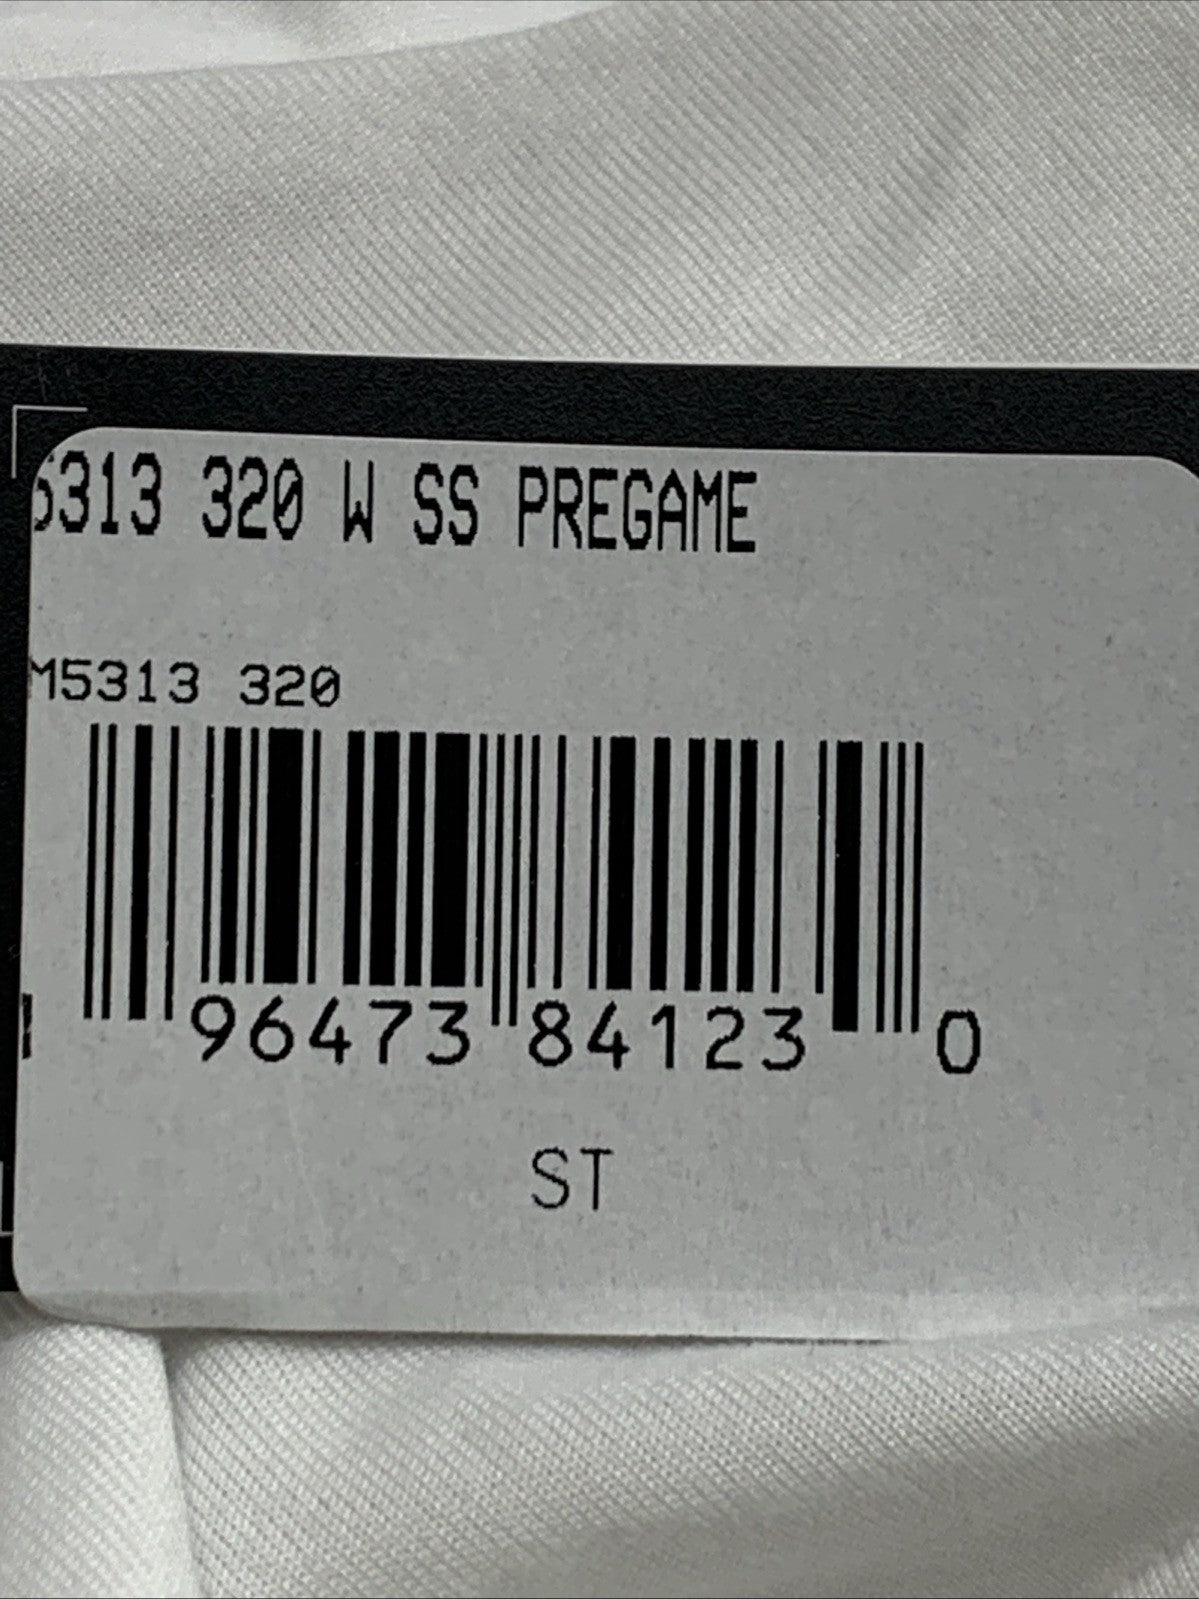 5313 320 W SS PREGAME
M5313 320
96473 84123 0
ST